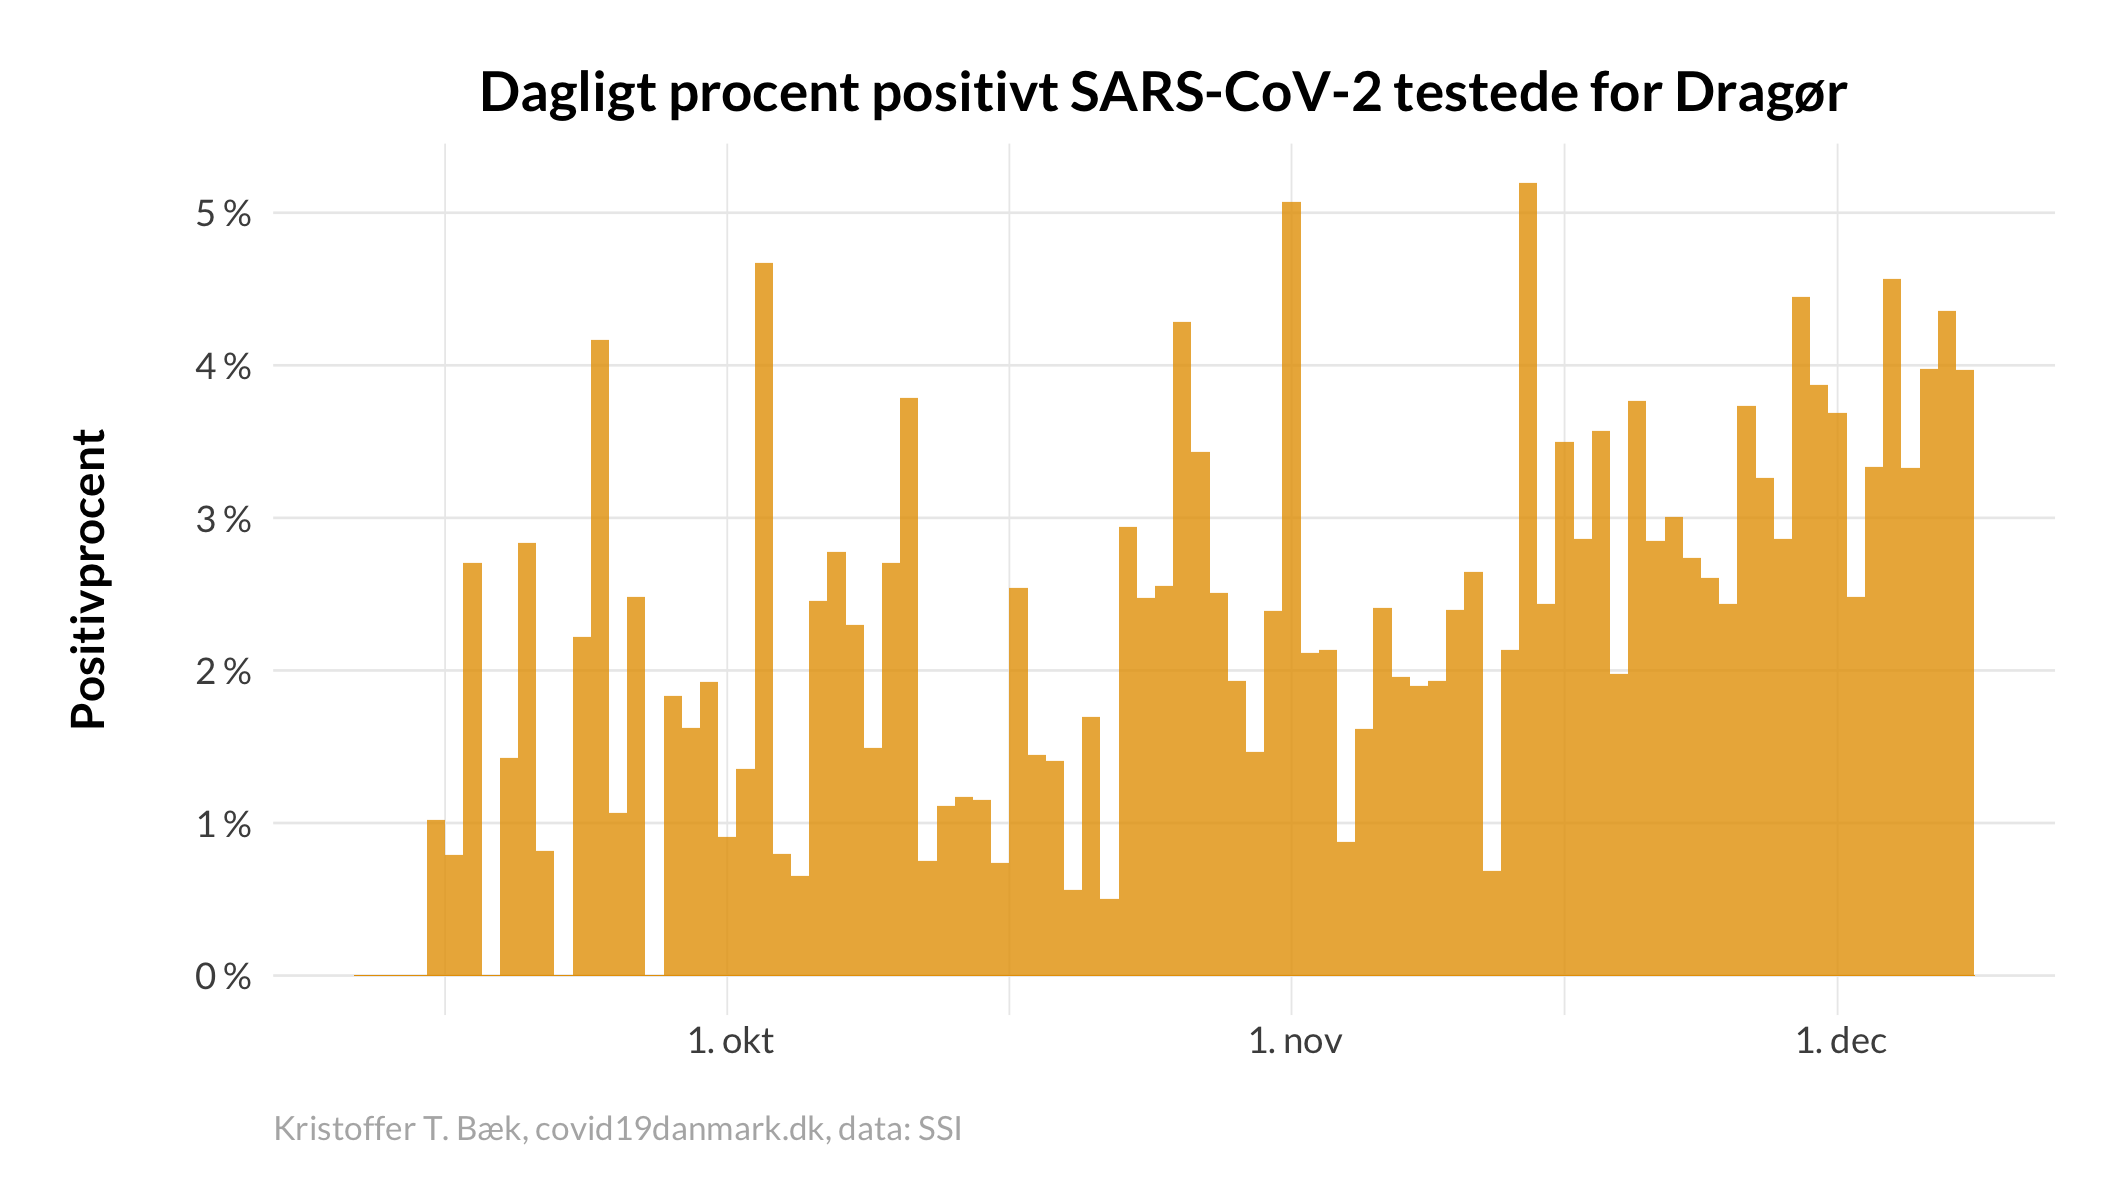 Dagligt procent positivt SARS-CoV-2 testede for Dragør
Positivprocent
5 %
4 %
3 %
2 %
1 %
0 %
1. okt
1. nov
1. dec
Kristoffer T. Bæk, covid19danmark.dk, data: SSI